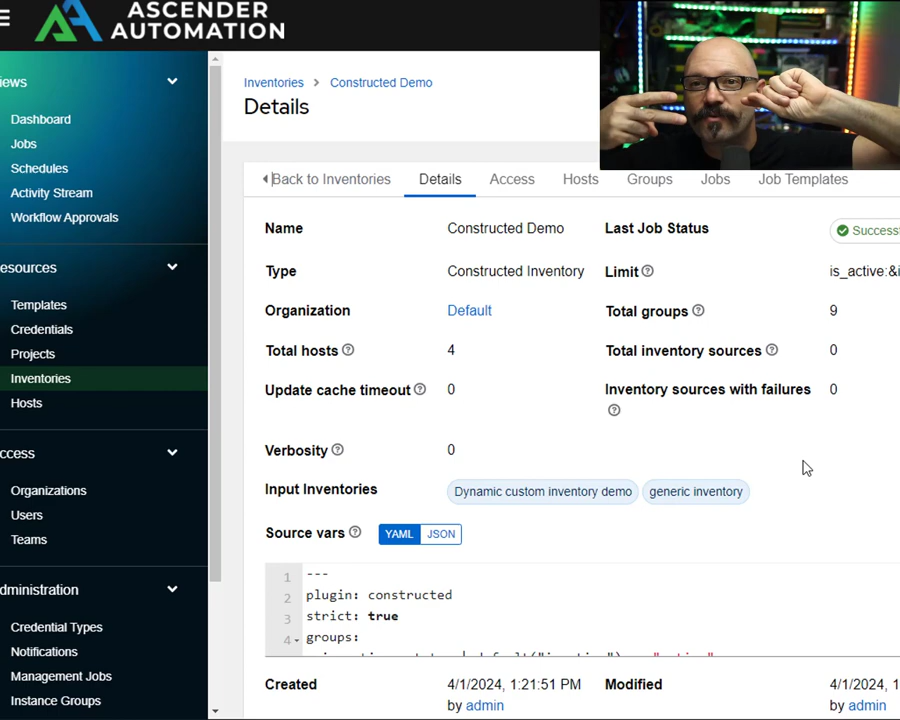 ASCENDER
AUTOMATION
iews
Dashboard
Jobs
Schedules
Activity Stream
Workflow Approvals
esources
Templates
Credentials
Projects
Inventories
Hosts
ccess
Organizations
Users
Teams
dministration
Credential Types
Notifications
Management Jobs
Instance Groups
Inventories > Constructed Demo
Details
Back to Inventories Details Access Hosts Groups Jobs Job Templates
Name Constructed Demo Last Job Status Success
Type Constructed Inventory Limit is_active:&i
Organization Default Total groups 9
Total hosts 4 Total inventory sources 0
Update cache timeout 0 Inventory sources with failures 0
Verbosity 0
Input Inventories Dynamic custom inventory demo generic inventory
Source vars YAML JSON
1 ---
2 plugin: constructed
3 strict: true
4 groups:
Created 4/1/2024, 1:21:51 PM by admin Modified 4/1/2024, 1 by admin